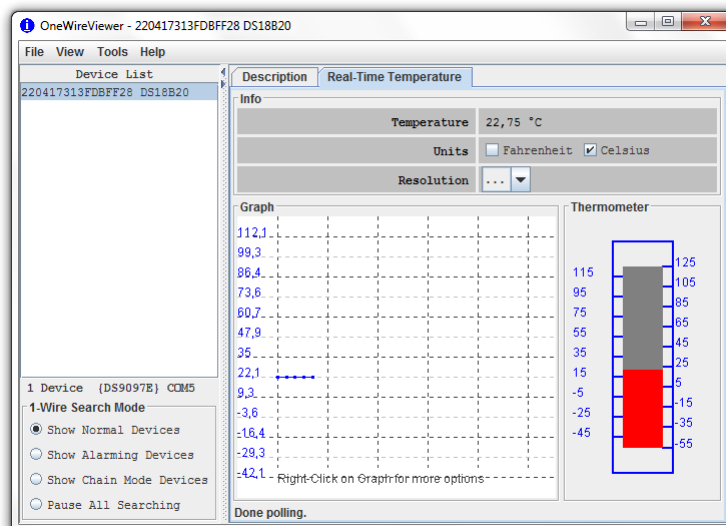 OneWireViewer - 220417313FDBFF28 DS18B20
File View Tools Help
Device List
220417313FDBFF28 DS18B20
1 Device {DS9097E} COM5
1-Wire Search Mode
Show Normal Devices
Show Alarming Devices
Show Chain Mode Devices
Pause All Searching
Description Real-Time Temperature
Info
Temperature 22,75 °C
Units Fahrenheit Celsius
Resolution ...
Graph
112,1
99,3
86,4
73,6
60,7
47,9
35
22,1
9,3
-3,6
-16,4
-29,3
-42,1
Right-Click on Graph for more options
Thermometer
125
115
105
95
85
75
65
55
45
35
25
15
5
-5
-15
-25
-35
-45
-55
Done polling.